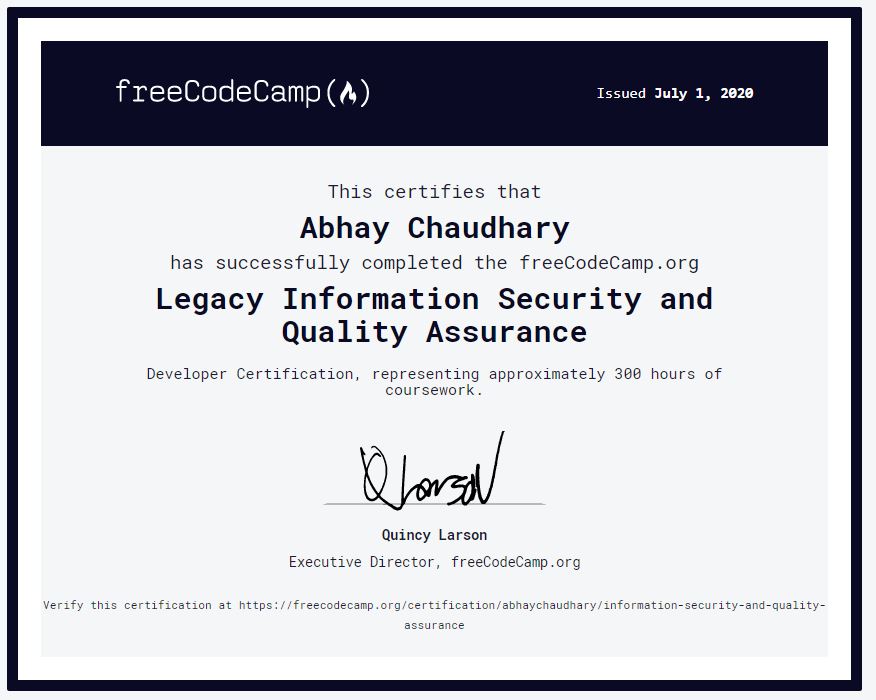 freeCodeCamp(🔥)
Issued July 1, 2020
This certifies that
Abhay Chaudhary
has successfully completed the freeCodeCamp.org
Legacy Information Security and
Quality Assurance
Developer Certification, representing approximately 300 hours of
coursework.
Q Larson
Quincy Larson
Executive Director, freeCodeCamp.org
Verify this certification at https://freecodecamp.org/certification/abhaychaudhary/information-security-and-quality-
assurance